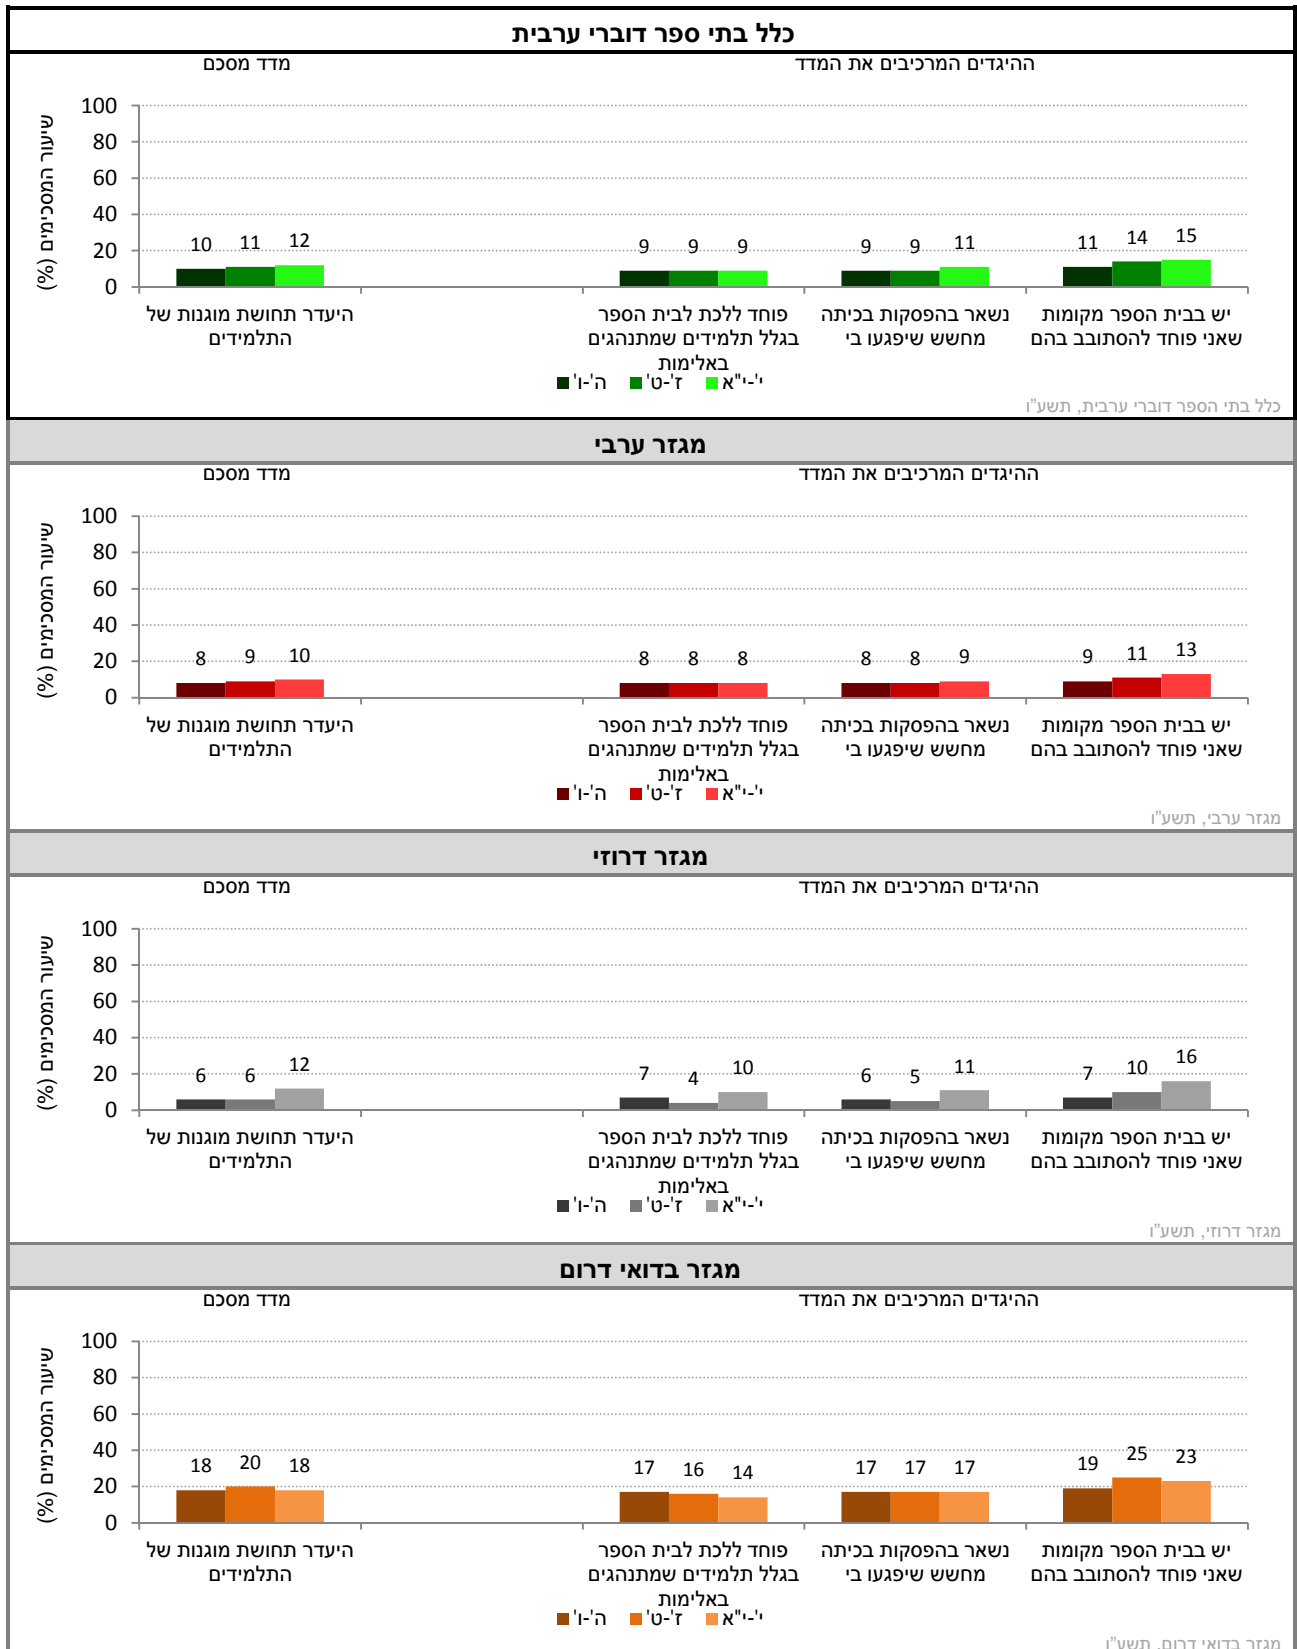 כלל בתי ספר דוברי ערבית
ההיגדים המרכיבים את המדד
מדד מסכם
שיעור המסכימים (%)
100
80
60
40
20
0
10 11 12
9 9 9
9 9 11
11 14 15
היעדר תחושת מוגנות של
התלמידים
פוחד ללכת לבית הספר
בגלל תלמידים שמתנהגים
באלימות
נשאר בהפסקות בכיתה
מחשש שיפגעו בי
יש בבית הספר מקומות
שאני פוחד להסתובב בהם
ה'-ו' ז'-ט' י'-י"א
כלל בתי הספר דוברי ערבית, תשע"ו
מגזר ערבי
ההיגדים המרכיבים את המדד
מדד מסכם
שיעור המסכימים (%)
100
80
60
40
20
0
8 9 10
8 8 8
8 8 9
9 11 13
היעדר תחושת מוגנות של
התלמידים
פוחד ללכת לבית הספר
בגלל תלמידים שמתנהגים
באלימות
נשאר בהפסקות בכיתה
מחשש שיפגעו בי
יש בבית הספר מקומות
שאני פוחד להסתובב בהם
ה'-ו' ז'-ט' י'-י"א
מגזר ערבי, תשע"ו
מגזר דרוזי
ההיגדים המרכיבים את המדד
מדד מסכם
שיעור המסכימים (%)
100
80
60
40
20
0
6 6 12
7 4 10
6 5 11
7 10 16
היעדר תחושת מוגנות של
התלמידים
פוחד ללכת לבית הספר
בגלל תלמידים שמתנהגים
באלימות
נשאר בהפסקות בכיתה
מחשש שיפגעו בי
יש בבית הספר מקומות
שאני פוחד להסתובב בהם
ה'-ו' ז'-ט' י'-י"א
מגזר דרוזי, תשע"ו
מגזר בדואי דרום
ההיגדים המרכיבים את המדד
מדד מסכם
שיעור המסכימים (%)
100
80
60
40
20
0
18 20 18
17 16 14
17 17 17
19 25 23
היעדר תחושת מוגנות של
התלמידים
פוחד ללכת לבית הספר
בגלל תלמידים שמתנהגים
באלימות
נשאר בהפסקות בכיתה
מחשש שיפגעו בי
יש בבית הספר מקומות
שאני פוחד להסתובב בהם
ה'-ו' ז'-ט' י'-י"א
מגזר בדואי דרום, תשע"ו